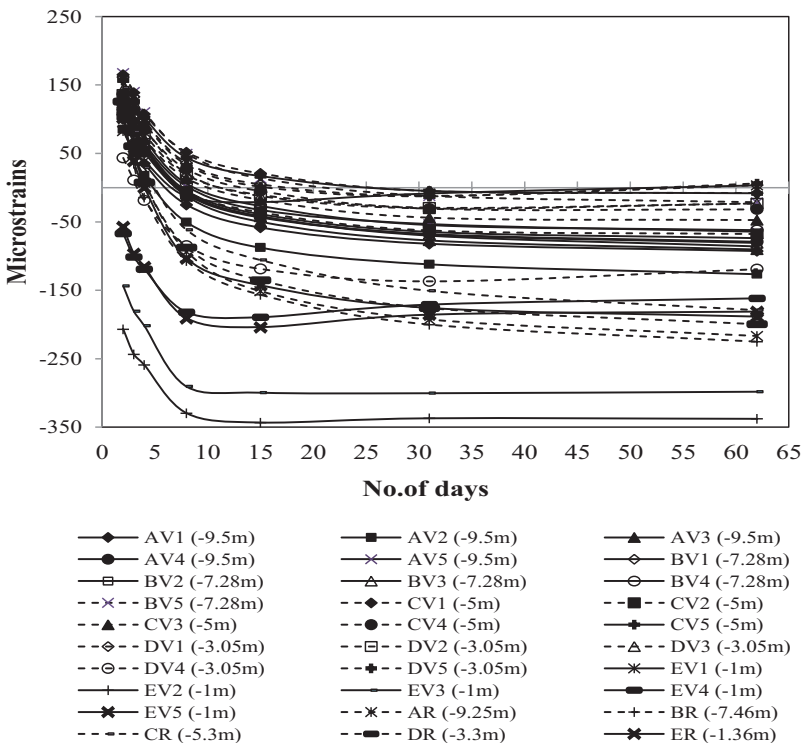 250
150
50
-50
-150
-250
-350
Microstrains
0 5 10 15 20 25 30 35 40 45 50 55 60 65
No.of days
AV1 (-9.5m) AV2 (-9.5m) AV3 (-9.5m)
AV4 (-9.5m) AV5 (-9.5m) BV1 (-7.28m)
BV2 (-7.28m) BV3 (-7.28m) BV4 (-7.28m)
BV5 (-7.28m) CV1 (-5m) CV2 (-5m)
CV3 (-5m) CV4 (-5m) CV5 (-5m)
DV1 (-3.05m) DV2 (-3.05m) DV3 (-3.05m)
DV4 (-3.05m) DV5 (-3.05m) EV1 (-1m)
EV2 (-1m) EV3 (-1m) EV4 (-1m)
EV5 (-1m) AR (-9.25m) BR (-7.46m)
CR (-5.3m) DR (-3.3m) ER (-1.36m)